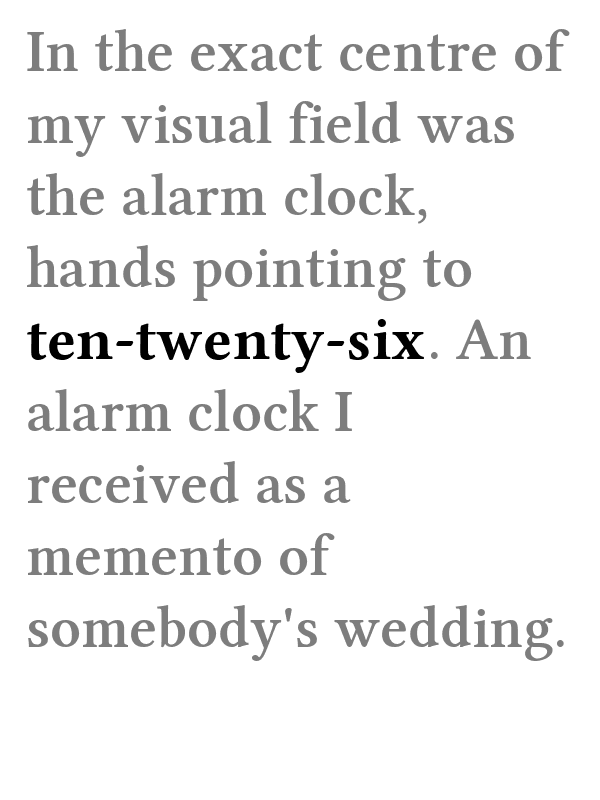 In the exact centre of
my visual field was
the alarm clock,
hands pointing to
ten-twenty-six. An
alarm clock I
received as a
memento of
somebody's wedding.